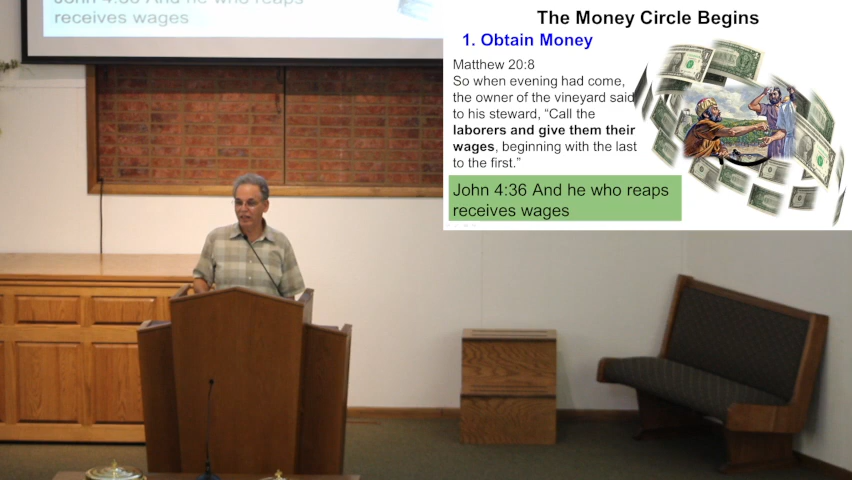 John 4:36 And he who reaps
receives wages
The Money Circle Begins
1. Obtain Money
Matthew 20:8
So when evening had come,
the owner of the vineyard said
to his steward, “Call the
laborers and give them their
wages, beginning with the last
to the first.”
John 4:36 And he who reaps
receives wages